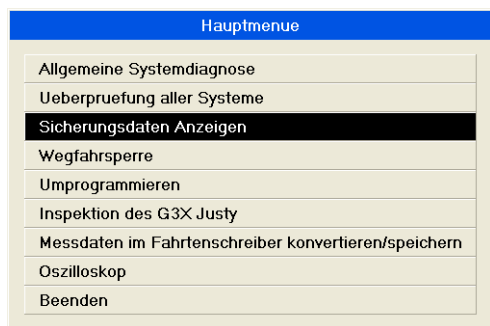 Hauptmenue
Allgemeine Systemdiagnose
Ueberpruefung aller Systeme
Sicherungsdaten Anzeigen
Wegfahrsperre
Umprogrammieren
Inspektion des G3X Justy
Messdaten im Fahrtenschreiber konvertieren/speichern
Oszilloskop
Beenden